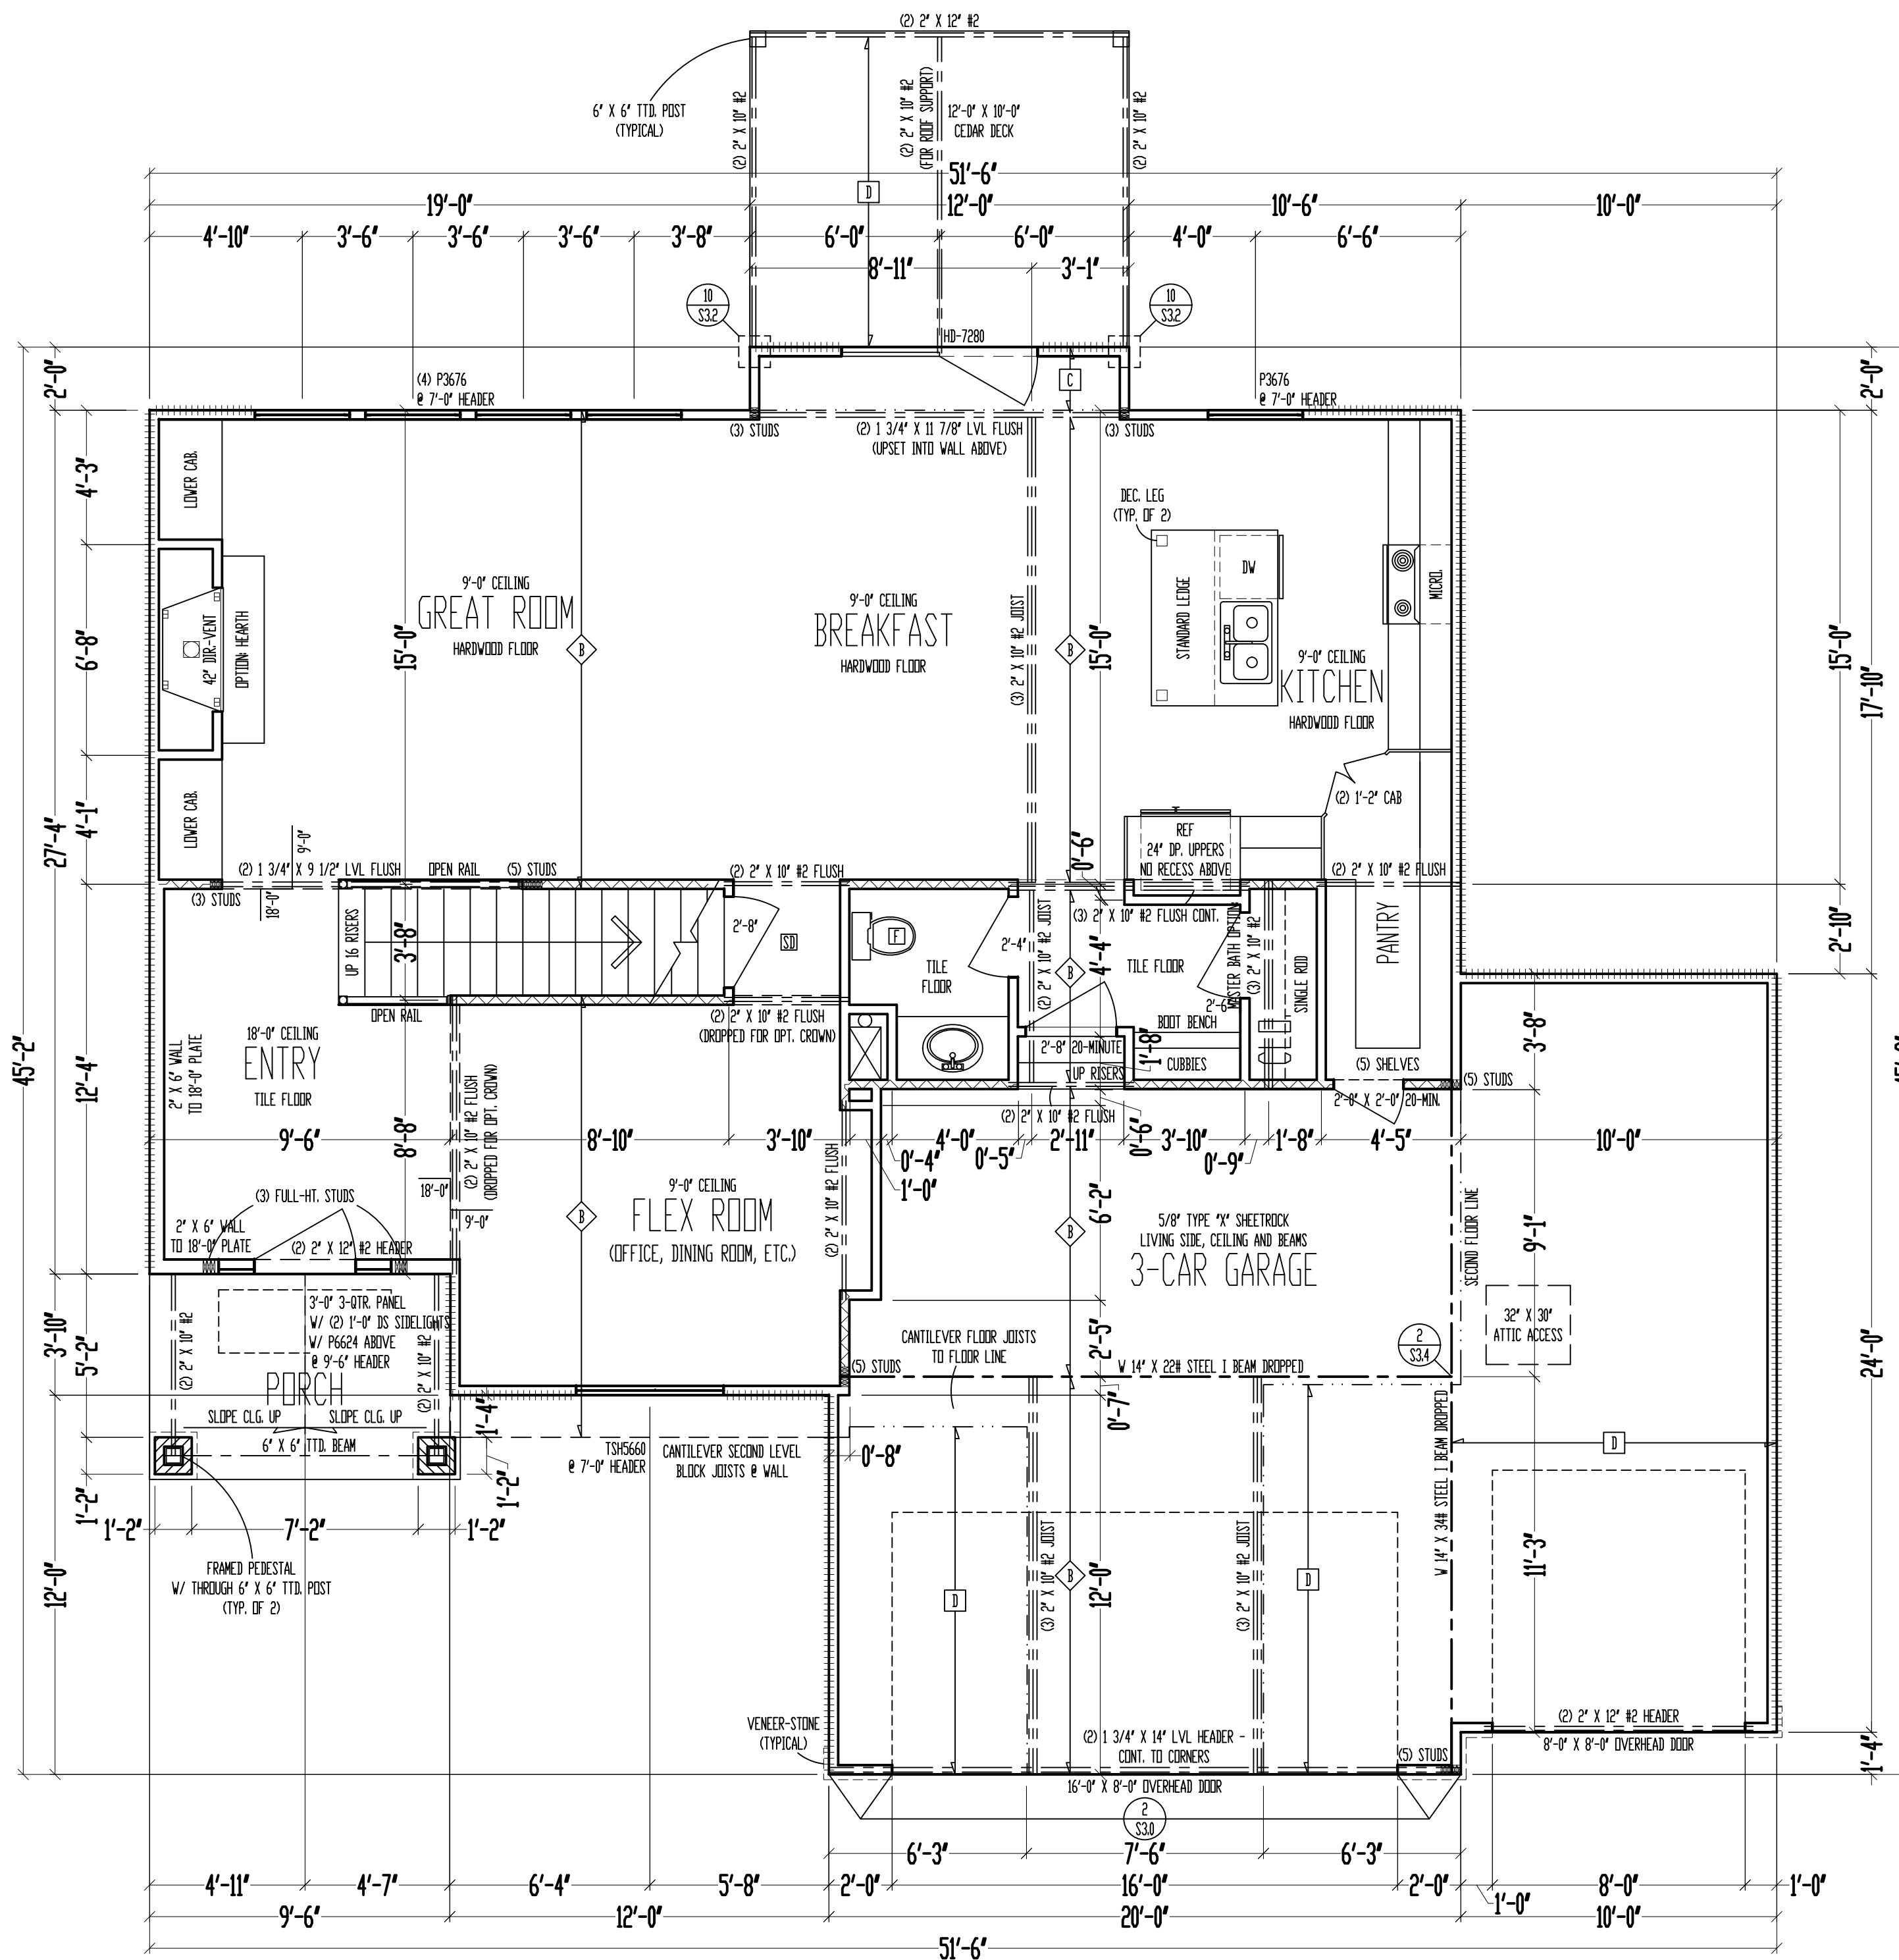 (2) 2" X 12" #2
6" X 6" TTD. POST
(TYPICAL)
(2) 2" X 10" #2
(2) 2" X 10" #2
(FOR ROOF SUPPORT)
12'-0" X 10'-0"
CEDAR DECK
(2) 2" X 10" #2
51'-6"
D
19'-0"
12'-0"
10'-6"
10'-0"
4'-10"
3'-6"
3'-6"
3'-6"
3'-8"
6'-0"
6'-0"
4'-0"
6'-6"
8'-11"
3'-1"
10
S3.2
10
S3.2
HD-7280
2'-0"
(4) P3676
@ 7'-0" HEADER
C
P3676
@ 7'-0" HEADER
2'-0"
(3) STUDS
(2) 1 3/4" X 11 7/8" LVL FLUSH
(UPSET INTO WALL ABOVE)
(3) STUDS
4'-3"
LOWER CAB.
DEC. LEG
(TYP. OF 2)
DW
MICRO.
9'-0" CEILING
GREAT ROOM
HARDWOOD FLOOR
9'-0" CEILING
BREAKFAST
HARDWOOD FLOOR
STANDARD LEDGE
6'-8"
42" DIR.-VENT
OPTION: HEARTH
15'-0"
B
(3) 2" X 10" #2 JOIST
B
15'-0"
9'-0" CEILING
KITCHEN
HARDWOOD FLOOR
15'-0"
17'-10"
4'-1"
27'-4"
LOWER CAB.
(2) 1'-2" CAB
9'-0"
REF
24" DP. UPPERS
NO RECESS ABOVE
0'-6"
(2) 1 3/4" X 9 1/2" LVL FLUSH
OPEN RAIL
(5) STUDS
(2) 2" X 10" #2 FLUSH
(2) 2" X 10" #2 FLUSH
(3) STUDS
18'-0"
UP 16 RISERS
3'-8"
2'-8"
SD
F
TILE
FLOOR
2'-4"
(2) 2" X 10" #2 JOIST
(3) 2" X 10" #2 FLUSH CONT.
B
4'-4"
TILE FLOOR
2'-6"
MASTER BATH OPTION
(3) 2" X 10" #2
SINGLE ROD
PANTRY
2'-10"
OPEN RAIL
(2) 2" X 10" #2 FLUSH
(DROPPED FOR OPT. CROWN)
BOOT BENCH
CUBBIES
2'-8" 20-MINUTE
1'-8"
UP RISERS
(5) SHELVES
(5) STUDS
3'-8"
2" X 6" WALL
TO 18'-0" PLATE
18'-0" CEILING
ENTRY
TILE FLOOR
(2) 2" X 10" #2 FLUSH
(DROPPED FOR OPT. CROWN)
12'-4"
45'-2"
(2) 2" X 10" #2 FLUSH
2'-0" X 2'-0" 20-MIN.
9'-6"
8'-8"
8'-10"
3'-10"
0'-4"
1'-0"
4'-0"
0'-5"
2'-11"
0'-6"
3'-10"
0'-9"
1'-8"
4'-5"
10'-0"
18'-0"
9'-0"
(3) FULL-HT. STUDS
2" X 6" WALL
TO 18'-0" PLATE
(2) 2" X 12" #2 HEADER
B
9'-0" CEILING
FLEX ROOM
(OFFICE, DINING ROOM, ETC.)
(2) 2" X 10" #2 FLUSH
B
6'-2"
5/8" TYPE "X" SHEETROCK
LIVING SIDE, CEILING AND BEAMS
3-CAR GARAGE
SECOND FLOOR LINE
9'-1"
32" X 30"
ATTIC ACCESS
2
S3.4
3'-10"
5'-2"
(2) 2" X 10" #2
3'-0" 3-QTR. PANEL
W/ (2) 1'-0" DS SIDELIGHTS
W/ P6624 ABOVE
@ 9'-6" HEADER
(2) 2" X 10" #2
PORCH
SLOPE CLG. UP
SLOPE CLG. UP
6" X 6" TTD. BEAM
CANTILEVER FLOOR JOISTS
TO FLOOR LINE
2'-5"
(5) STUDS
W 14" X 22# STEEL I BEAM DROPPED
24'-0"
1'-4"
0'-7"
W 14" X 34# STEEL I BEAM DROPPED
D
TSH5660
@ 7'-0" HEADER
CANTILEVER SECOND LEVEL
BLOCK JOISTS @ WALL
0'-8"
1'-2"
1'-2"
1'-2"
7'-2"
1'-2"
12'-0"
FRAMED PEDESTAL
W/ THROUGH 6" X 6" TTD. POST
(TYP. OF 2)
(3) 2" X 10" #2 JOIST
B
12'-0"
(3) 2" X 10" #2 JOIST
D
D
11'-3"
VENEER-STONE
(TYPICAL)
(2) 1 3/4" X 14" LVL HEADER -
CONT. TO CORNERS
(5) STUDS
(2) 2" X 12" #2 HEADER
8'-0" X 8'-0" OVERHEAD DOOR
1'-4"
16'-0" X 8'-0" OVERHEAD DOOR
2
S3.0
6'-3"
7'-6"
6'-3"
4'-11"
4'-7"
6'-4"
5'-8"
2'-0"
16'-0"
2'-0"
1'-0"
8'-0"
1'-0"
9'-6"
12'-0"
20'-0"
10'-0"
51'-6"